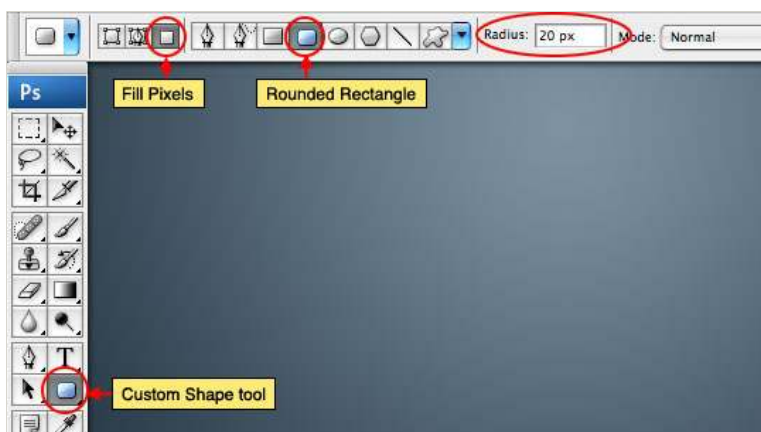 Radius: 20 px Mode: Normal
Ps
Fill Pixels Rounded Rectangle
T
Custom Shape tool